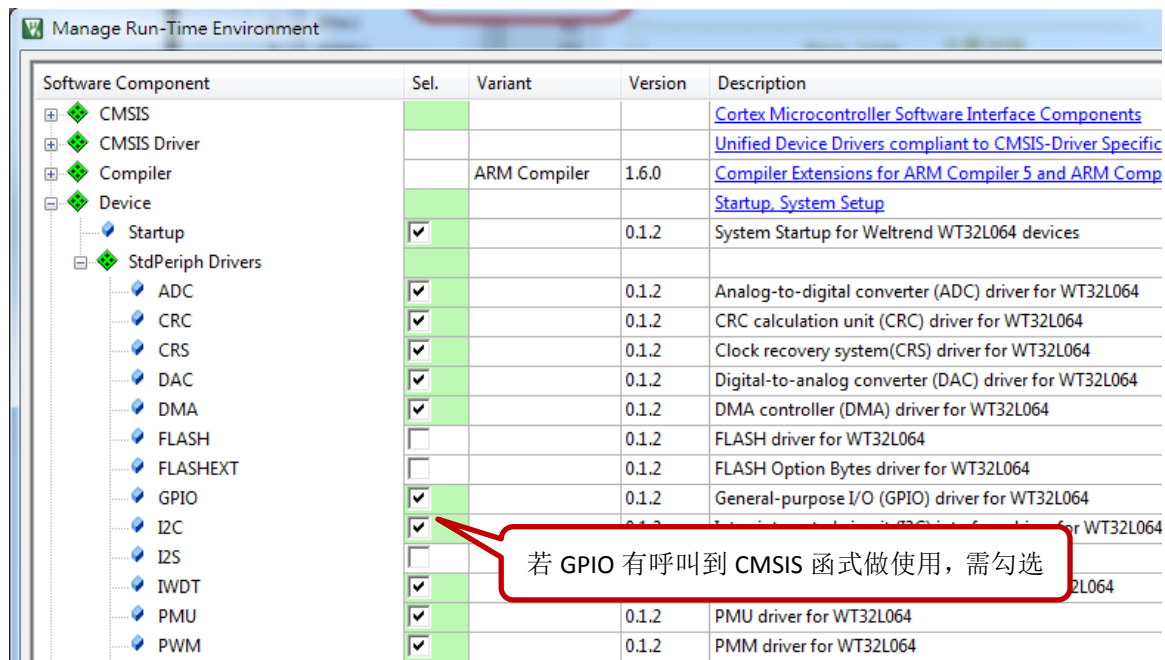 Manage Run-Time Environment
Software Component Sel. Variant Version Description
CMSIS Cortex Microcontroller Software Interface Components
CMSIS Driver Unified Device Drivers compliant to CMSIS-Driver Specific
Compiler ARM Compiler 1.6.0 Compiler Extensions for ARM Compiler 5 and ARM Comp
Device Startup, System Setup
Startup 0.1.2 System Startup for Weltrend WT32L064 devices
StdPeriph Drivers
ADC 0.1.2 Analog-to-digital converter (ADC) driver for WT32L064
CRC 0.1.2 CRC calculation unit (CRC) driver for WT32L064
CRS 0.1.2 Clock recovery system(CRS) driver for WT32L064
DAC 0.1.2 Digital-to-analog converter (DAC) driver for WT32L064
DMA 0.1.2 DMA controller (DMA) driver for WT32L064
FLASH 0.1.2 FLASH driver for WT32L064
FLASHEXT 0.1.2 FLASH Option Bytes driver for WT32L064
GPIO 0.1.2 General-purpose I/O (GPIO) driver for WT32L064
I2C for WT32L064
I2S
若 GPIO 有呼叫到 CMSIS 函式做使用，需勾选
IWDT 2L064
PMU 0.1.2 PMU driver for WT32L064
PWM 0.1.2 PMM driver for WT32L064